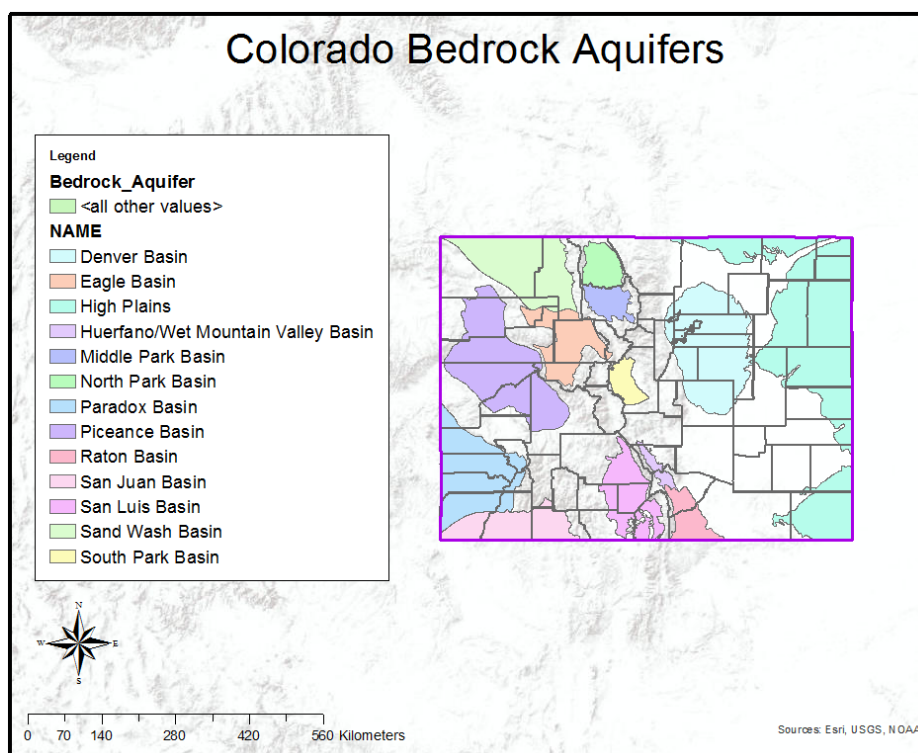 Colorado Bedrock Aquifers
Legend
Bedrock_Aquifer
<all other values>
NAME
Denver Basin
Eagle Basin
High Plains
Huerfano/Wet Mountain Valley Basin
Middle Park Basin
North Park Basin
Paradox Basin
Piceance Basin
Raton Basin
San Juan Basin
San Luis Basin
Sand Wash Basin
South Park Basin
N
W E
S
0 70 140 280 420 560 Kilometers
Sources: Esri, USGS, NOAA